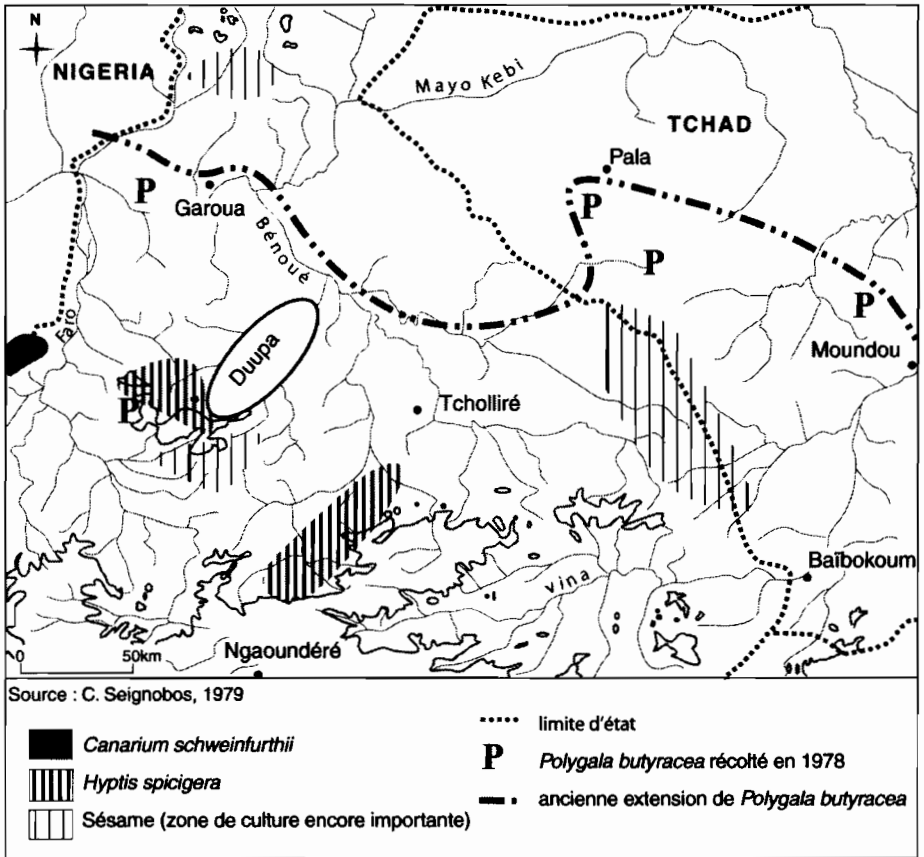 N
NIGERIA
Mayo Kebi
TCHAD
Pala
P
Garoua
P
Bénoué
P
P
Faro
Duupa
Moundou
P
Tcholliré
Baïbokoum
vina
0 50km
Ngaoundéré
Source : C. Seignobos, 1979
Canarium schweinfurthii
Hyptis spicigera
Sésame (zone de culture encore importante)
limite d'état
P Polygala butyracea récolté en 1978
ancienne extension de Polygala butyracea